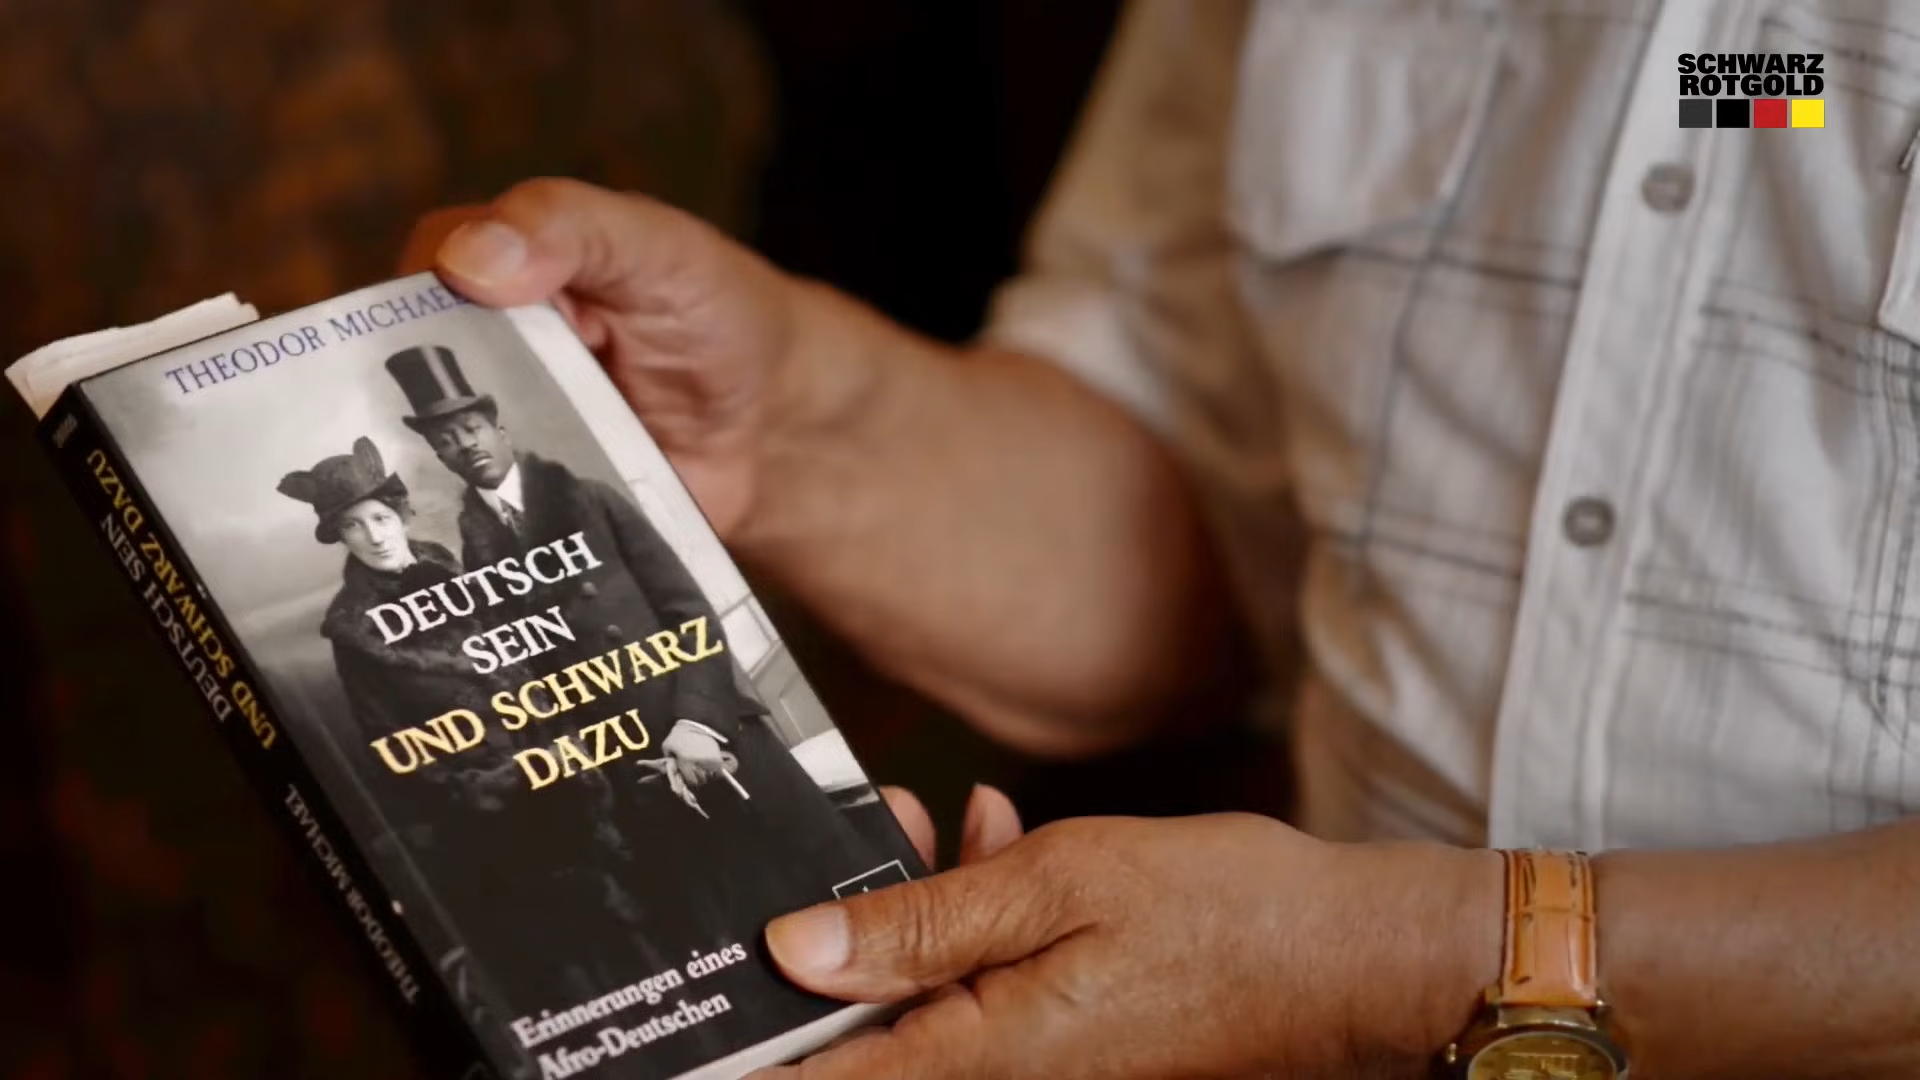 SCHWARZ
ROTGOLD
THEODOR MICHAEL
DEUTSCH
SEIN
UND SCHWARZ
DAZU
Erinnerungen eines
Afro-Deutschen
DEUTSCH SEIN
UND SCHWARZ DAZU
THEODOR MICHAEL